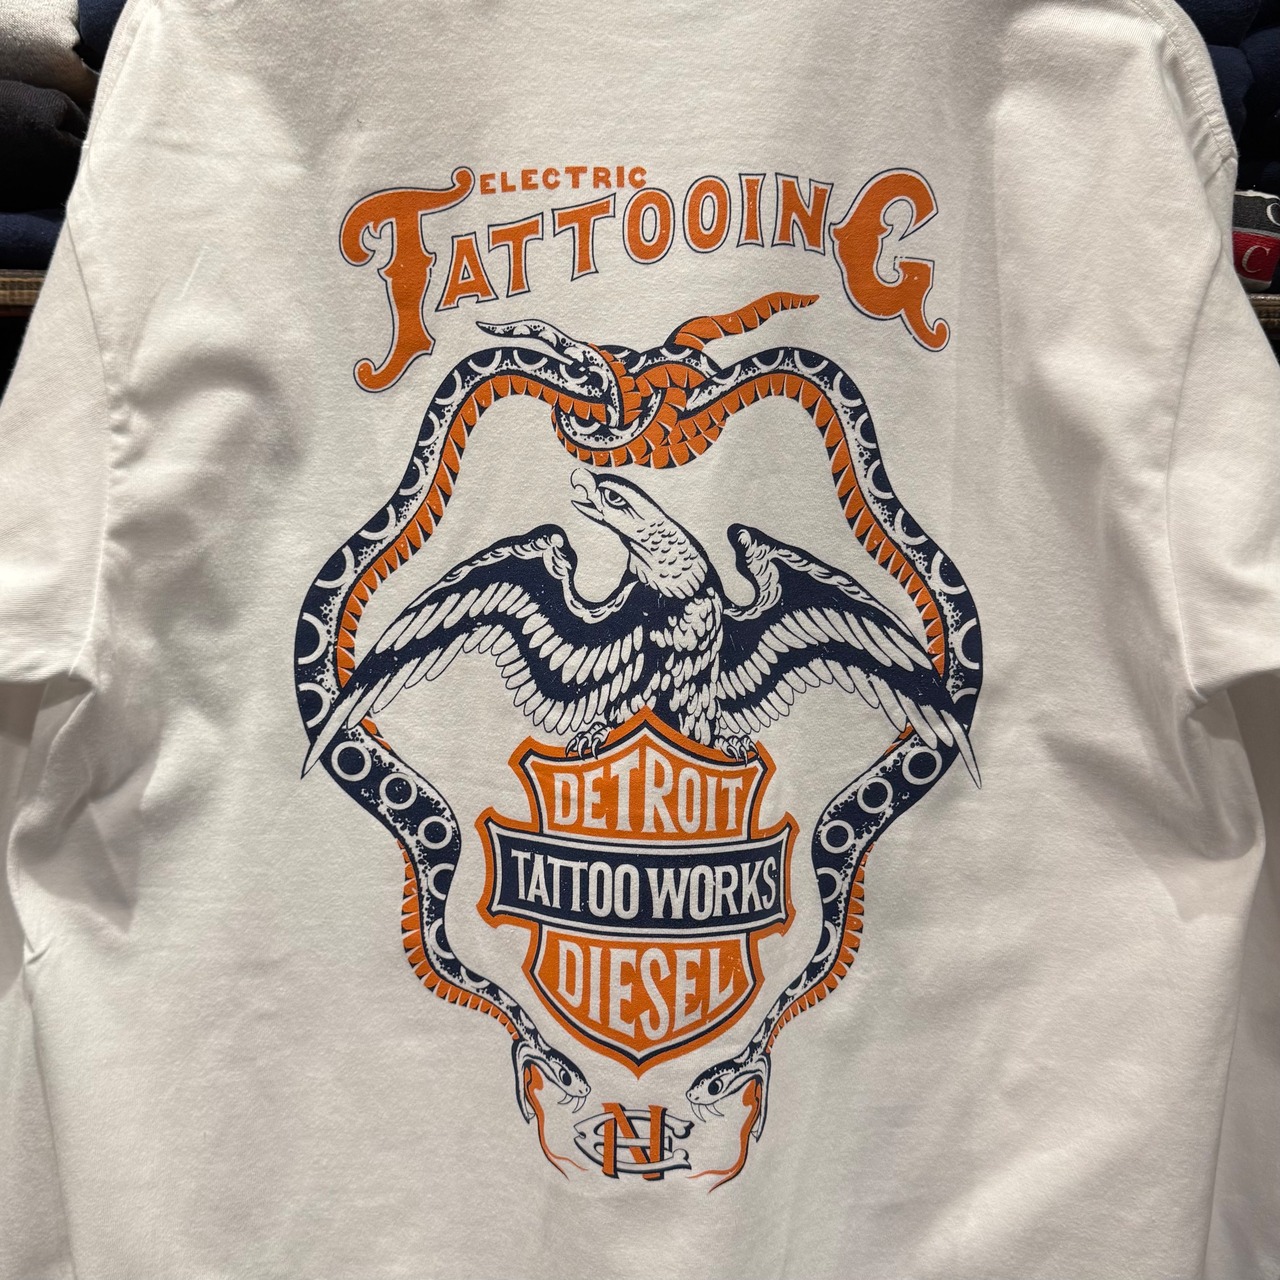 ELECTRIC
TATTOOING
DETROIT
TATTOO WORKS
DIESEL
C